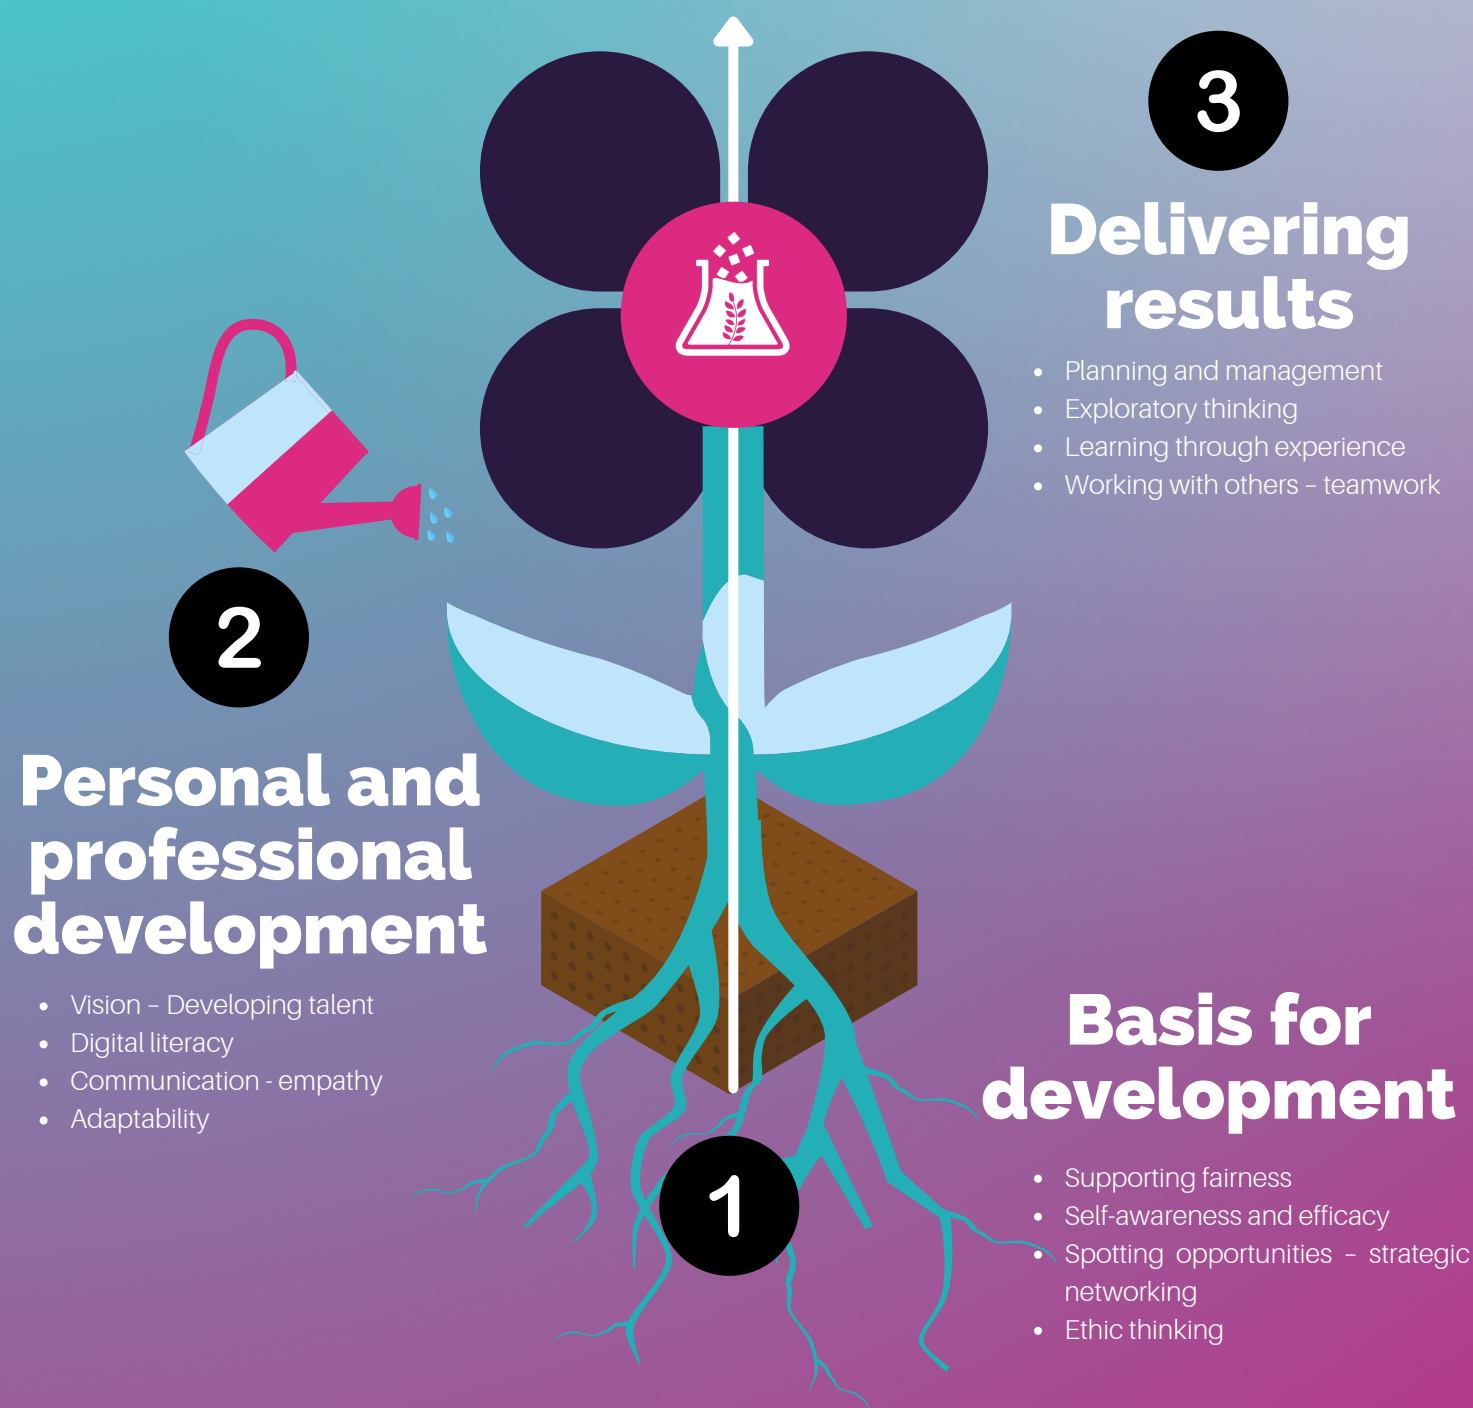 3
Delivering
results
• Planning and management
• Exploratory thinking
• Learning through experience
• Working with others – teamwork
2
Personal and
professional
development
• Vision – Developing talent
• Digital literacy
• Communication - empathy
• Adaptability
1
Basis for
development
• Supporting fairness
• Self-awareness and efficacy
• Spotting opportunities – strategic
networking
• Ethic thinking